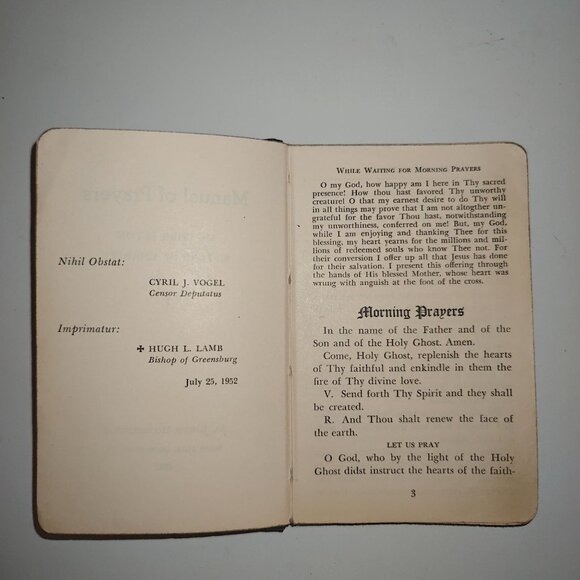 Nihil Obstat:
CYRIL J. VOGEL
Censor Deputatus
Imprimatur:
✠ HUGH L. LAMB
Bishop of Greensburg
July 25, 1952
WHILE WAITING FOR MORNING PRAYERS
O my God, how happy am I here in Thy sacred
presence! How thou hast favored Thy unworthy
creature! O that my earnest desire to do Thy will
in all things may prove that I am not altogther un-
grateful for the favor Thou hast, notwithstanding
my unworthiness, conferred on me! But, my God,
while I am enjoying and thanking Thee for this
blessing, my heart yearns for the millions and mil-
lions of redeemed souls who know Thee not. For
their conversion I offer up all that Jesus has done
for their salvation. I present this offering through
the hands of His blessed Mother, whose heart was
wrung with anguish at the foot of the cross.
Morning Prayers
In the name of the Father and of the
Son and of the Holy Ghost. Amen.
Come, Holy Ghost, replenish the hearts
of Thy faithful and enkindle in them the
fire of Thy divine love.
V. Send forth Thy Spirit and they shall
be created.
R. And Thou shalt renew the face of
the earth.
LET US PRAY
O God, who by the light of the Holy
Ghost didst instruct the hearts of the faith-
3